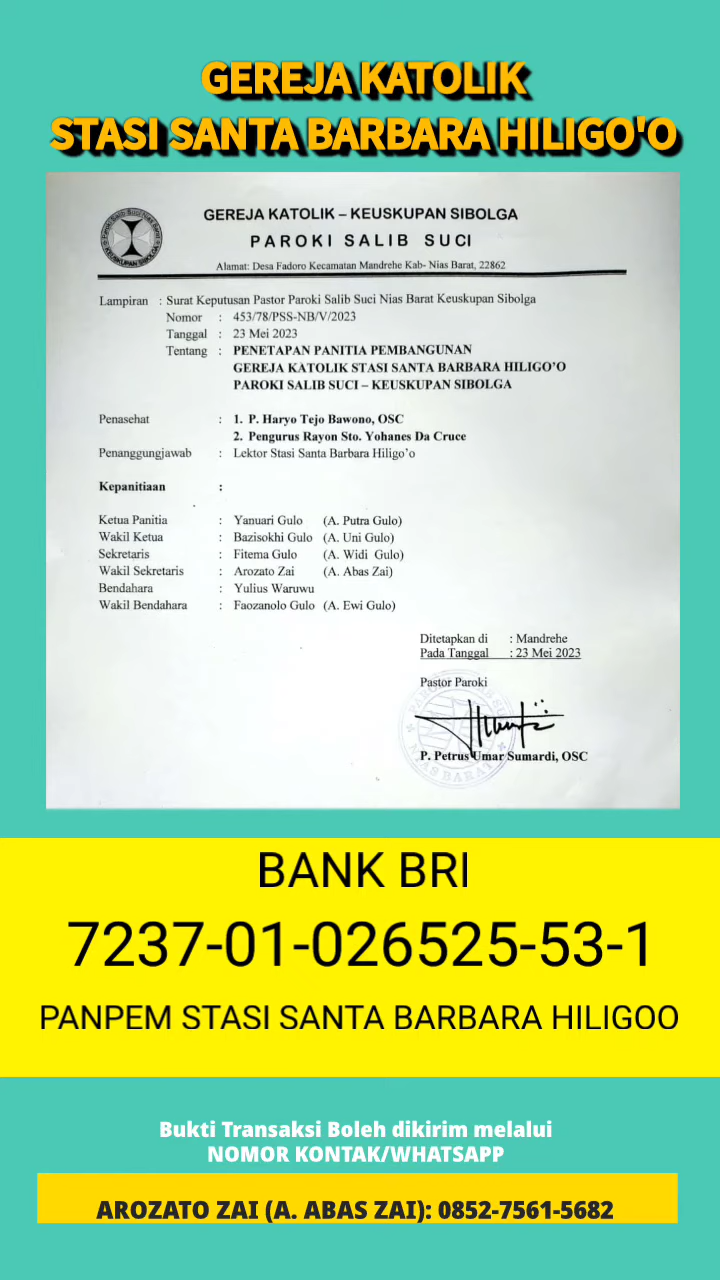 GEREJA KATOLIK
STASI SANTA BARBARA HILIGO'O
GEREJA KATOLIK – KEUSKUPAN SIBOLGA
PAROKI SALIB SUCI
Alamat: Desa Fadoro Kecamatan Mandrehe Kab- Nias Barat, 22862
Lampiran : Surat Keputusan Pastor Paroki Salib Suci Nias Barat Keuskupan Sibolga
Nomor : 453/78/PSS-NB/V/2023
Tanggal : 23 Mei 2023
Tentang : PENETAPAN PANITIA PEMBANGUNAN
GEREJA KATOLIK STASI SANTA BARBARA HILIGO'O
PAROKI SALIB SUCI – KEUSKUPAN SIBOLGA
Penasehat : 1. P. Haryo Tejo Bawono, OSC
2. Pengurus Rayon Sto. Yohanes Da Cruce
Penanggungjawab : Lektor Stasi Santa Barbara Hiligo'o
Kepanitiaan :
Ketua Panitia : Yanuari Gulo (A. Putra Gulo)
Wakil Ketua : Bazisokhi Gulo (A. Uni Gulo)
Sekretaris : Fitema Gulo (A. Widi Gulo)
Wakil Sekretaris : Arozato Zai (A. Abas Zai)
Bendahara : Yulius Waruwu
Wakil Bendahara : Faozanolo Gulo (A. Ewi Gulo)
Ditetapkan di : Mandrehe
Pada Tanggal : 23 Mei 2023
Pastor Paroki
P. Petrus Umar Sumardi, OSC
NIAS BARAT
BANK BRI
7237-01-026525-53-1
PANPEM STASI SANTA BARBARA HILIGOO
Bukti Transaksi Boleh dikirim melalui
NOMOR KONTAK/WHATSAPP
AROZATO ZAI (A. ABAS ZAI): 0852-7561-5682